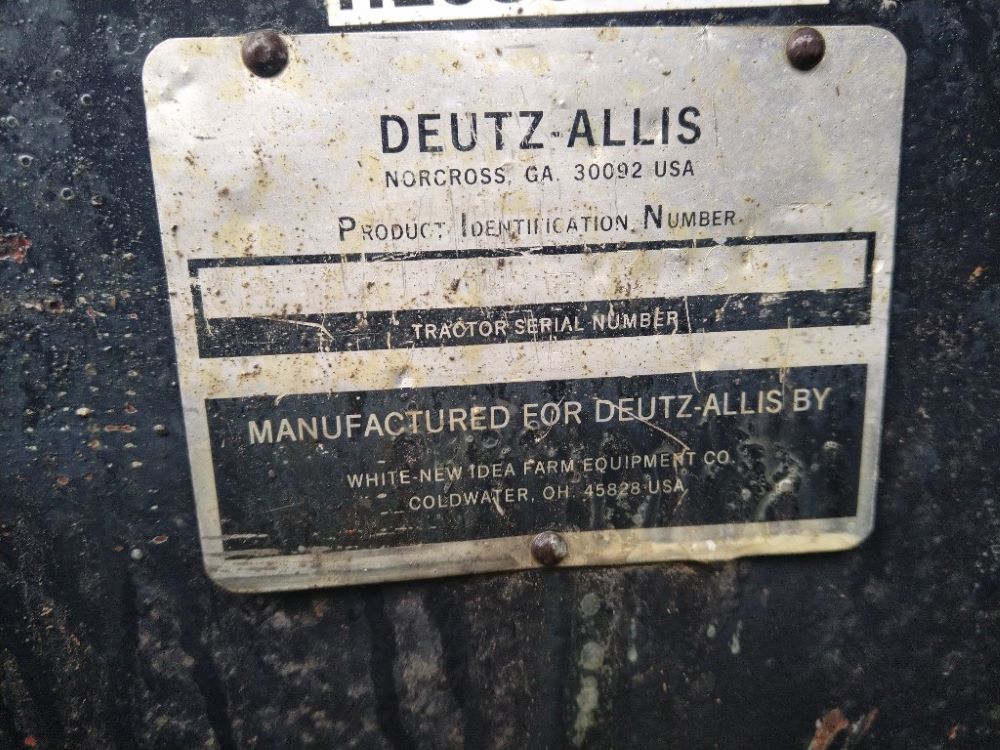 DEUTZ-ALLIS
NORCROSS, GA. 30092 USA
PRODUCT IDENTIFICATION NUMBER
TRACTOR SERIAL NUMBER
MANUFACTURED FOR DEUTZ-ALLIS BY
WHITE-NEW IDEA FARM EQUIPMENT CO.
COLDWATER, OH. 45828 USA